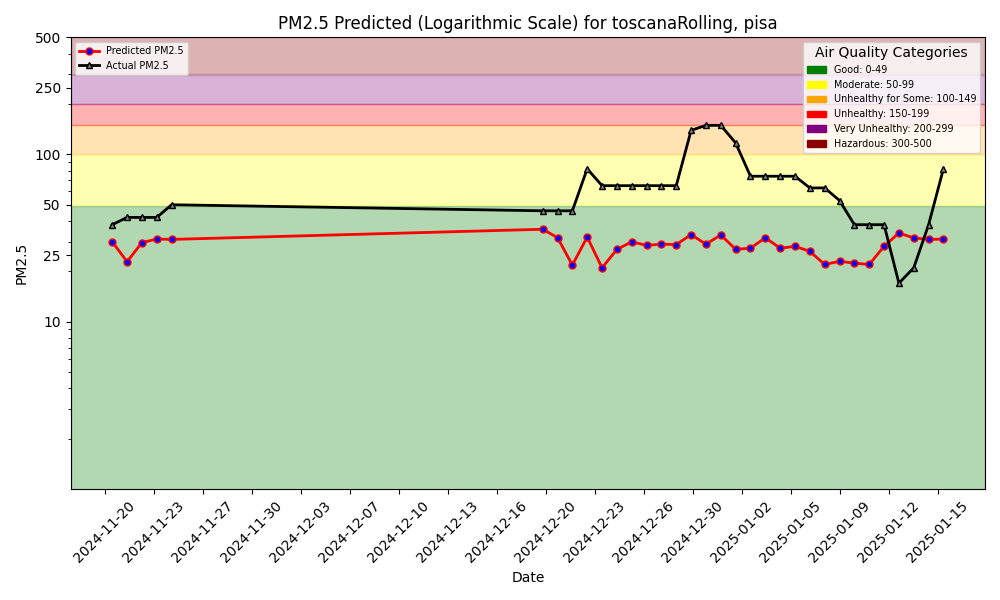 PM2.5 Predicted (Logarithmic Scale) for toscanaRolling, pisa
Predicted PM2.5
Actual PM2.5
Air Quality Categories
Good: 0-49
Moderate: 50-99
Unhealthy for Some: 100-149
Unhealthy: 150-199
Very Unhealthy: 200-299
Hazardous: 300-500
500
250
100
50
25
10
PM2.5
2024-11-20
2024-11-23
2024-11-27
2024-11-30
2024-12-03
2024-12-07
2024-12-10
2024-12-13
2024-12-16
2024-12-20
2024-12-23
2024-12-26
2024-12-30
2025-01-02
2025-01-05
2025-01-09
2025-01-12
2025-01-15
Date